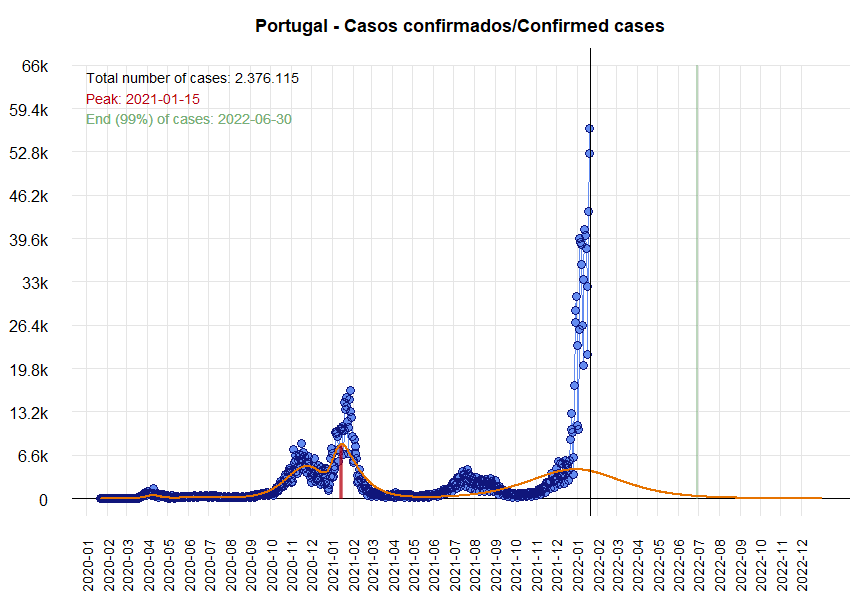 Portugal - Casos confirmados/Confirmed cases
66k
Total number of cases: 2.376.115
Peak: 2021-01-15
59.4k
End (99%) of cases: 2022-06-30
52.8k
46.2k
39.6k
33k
26.4k
19.8k
13.2k
6.6k
0
2020-01
2020-02
2020-03
2020-04
2020-05
2020-06
2020-07
2020-08
2020-09
2020-10
2020-11
2020-12
2021-01
2021-02
2021-03
2021-04
2021-05
2021-06
2021-07
2021-08
2021-09
2021-10
2021-11
2021-12
2022-01
2022-02
2022-03
2022-04
2022-05
2022-06
2022-07
2022-08
2022-09
2022-10
2022-11
2022-12